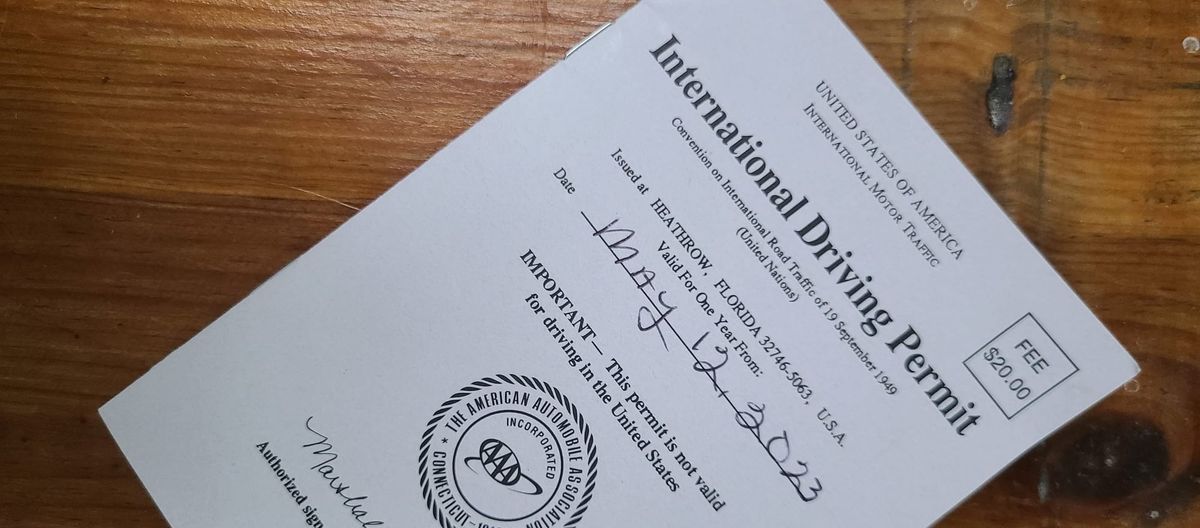 UNITED STATES OF AMERICA
INTERNATIONAL MOTOR TRAFFIC
FEE
$20.00
International Driving Permit
Convention on International Road Traffic of 19 September 1949
(United Nations)
Issued at HEATHROW, FLORIDA 32746-5063, U.S.A.
Valid For One Year From:
Date MAY 12, 2023
IMPORTANT — This permit is not valid
for driving in the United States
★ THE AMERICAN AUTOMOBILE ASSOCIATION
INCORPORATED
AAA
CONNECTICUT
Authorized